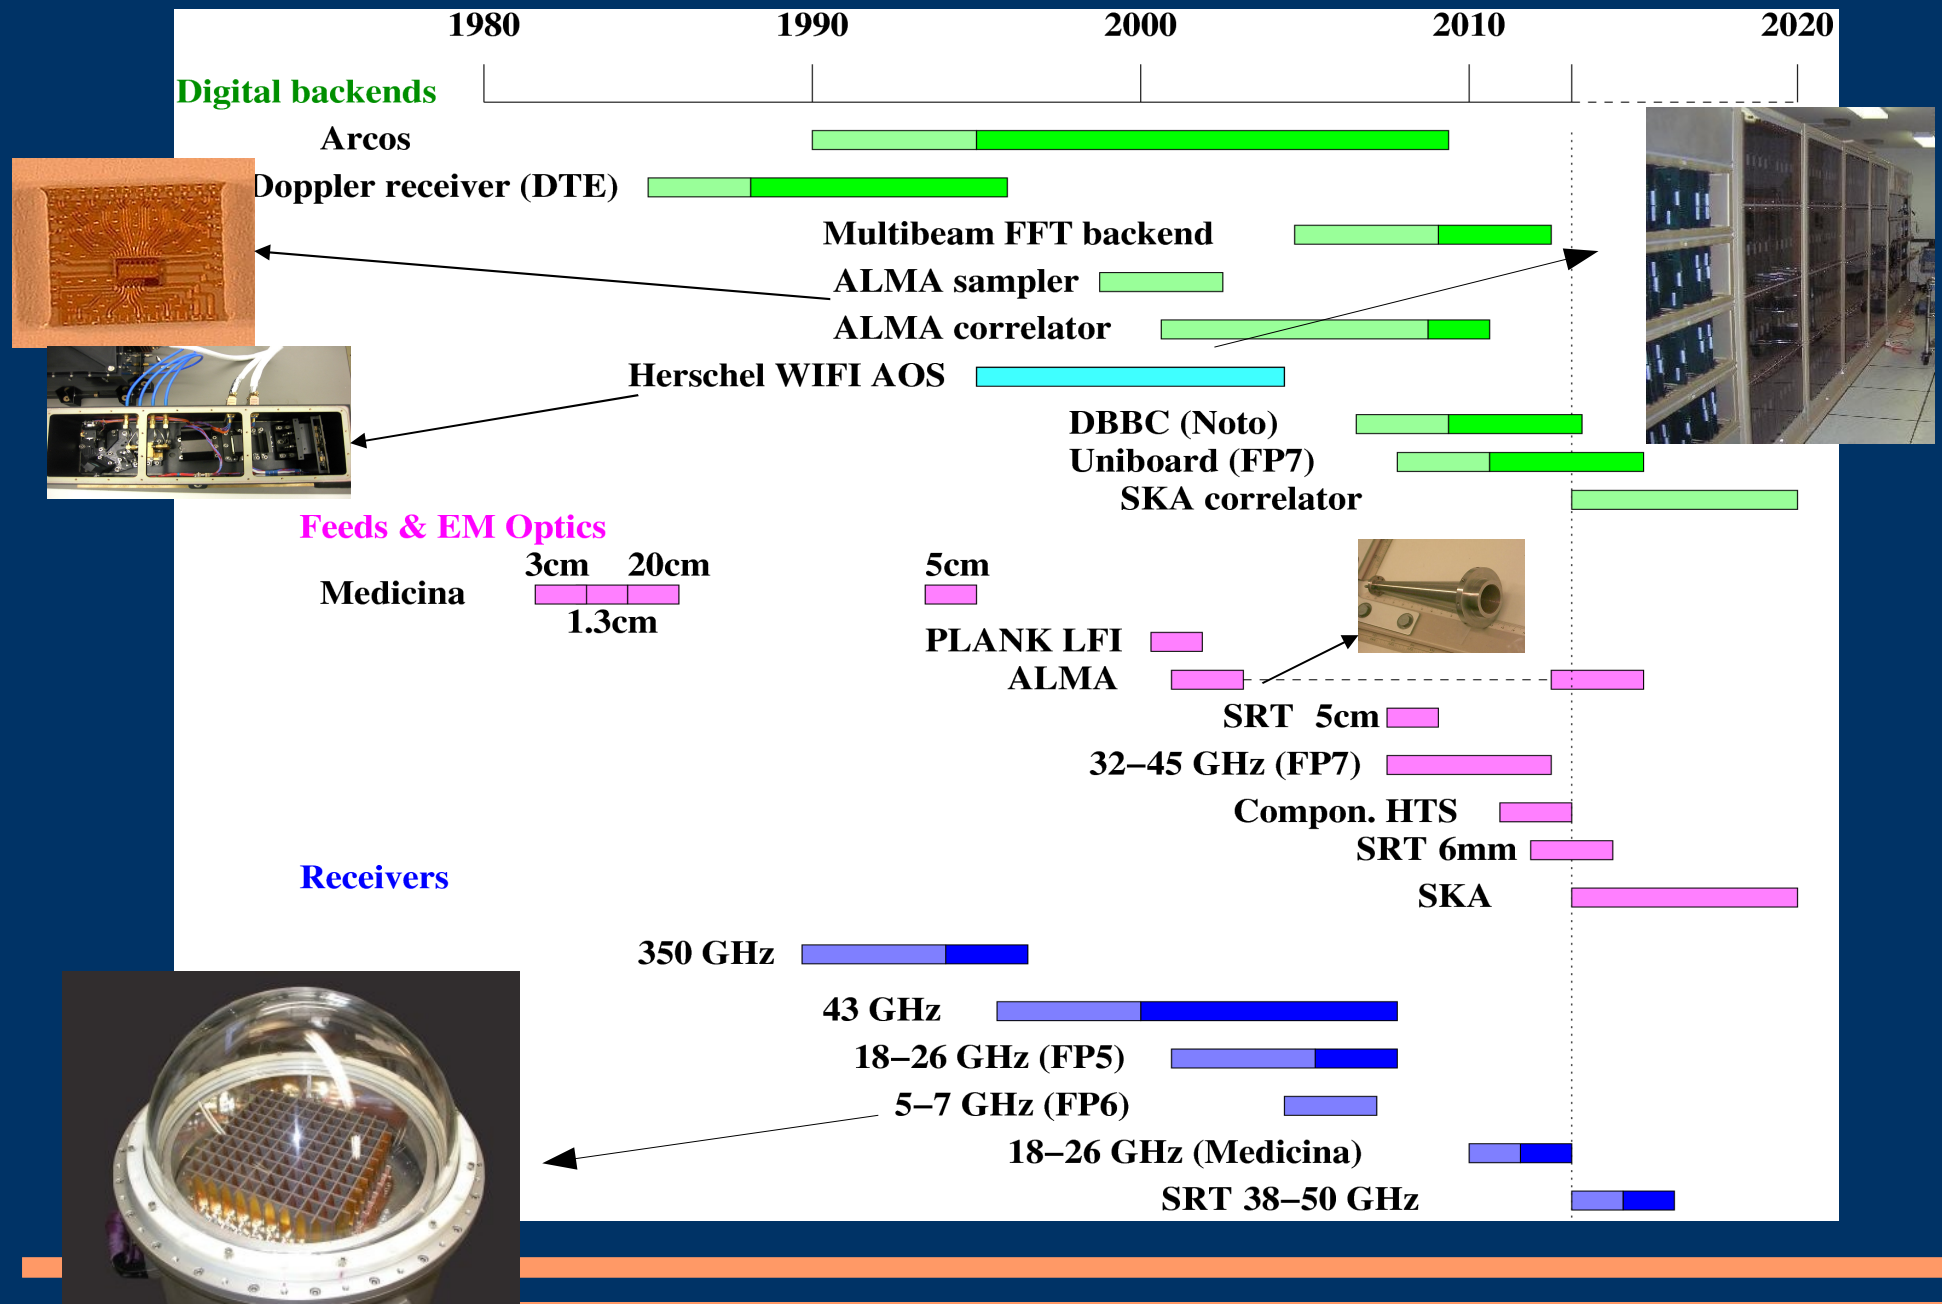 1980 1990 2000 2010 2020
Digital backends
Arcos
Doppler receiver (DTE)
Multibeam FFT backend
ALMA sampler
ALMA correlator
Herschel WIFI AOS
DBBC (Noto)
Uniboard (FP7)
SKA correlator
Feeds & EM Optics
3cm 20cm 5cm
Medicina
1.3cm
PLANK LFI
ALMA
SRT 5cm
32–45 GHz (FP7)
Compon. HTS
SRT 6mm
Receivers
SKA
350 GHz
43 GHz
18–26 GHz (FP5)
5–7 GHz (FP6)
18–26 GHz (Medicina)
SRT 38–50 GHz